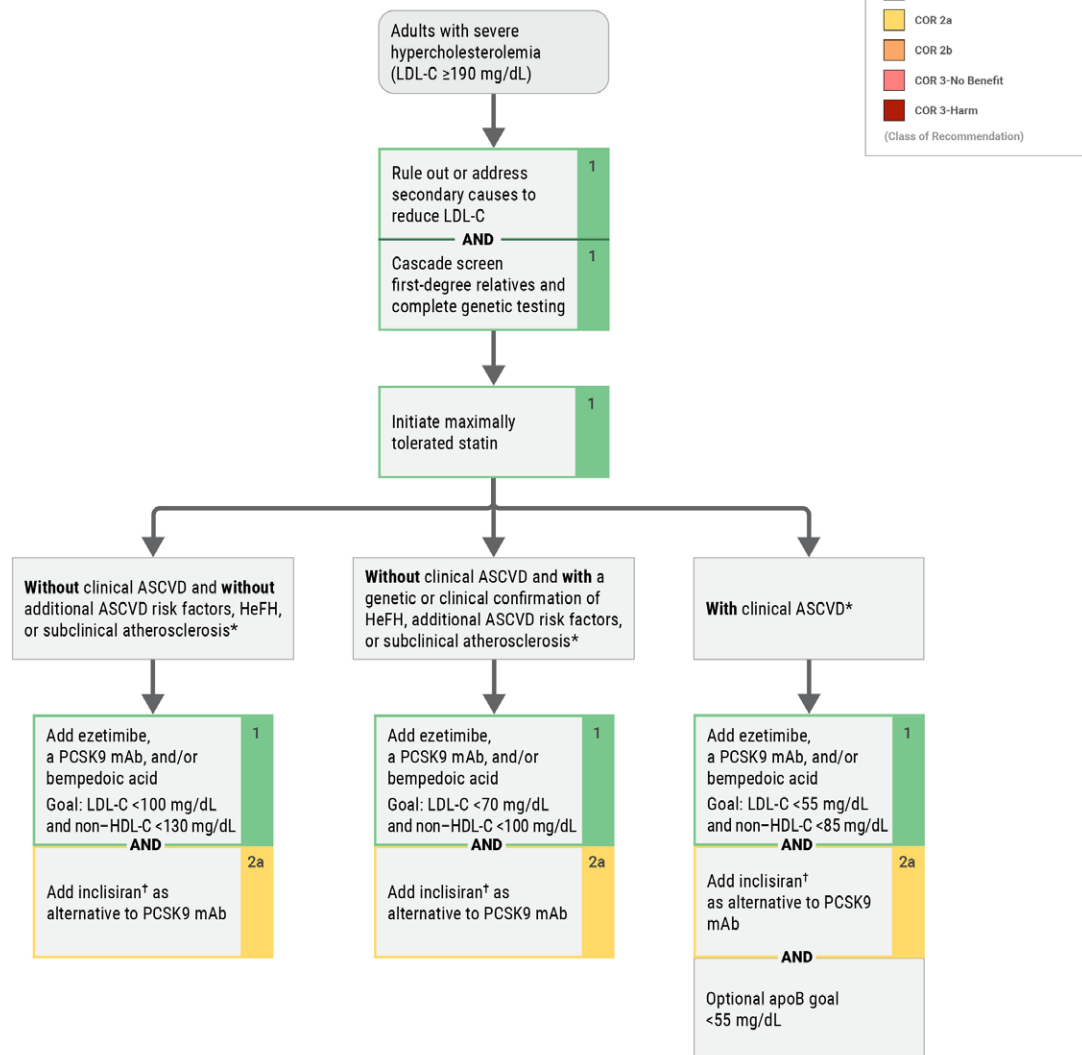 COR 2a
COR 2b
COR 3-No Benefit
COR 3-Harm
(Class of Recommendation)
Adults with severe
hypercholesterolemia
(LDL-C ≥190 mg/dL)
Rule out or address
secondary causes to
reduce LDL-C
1
AND
Cascade screen
first-degree relatives and
complete genetic testing
1
Initiate maximally
tolerated statin
1
Without clinical ASCVD and without
additional ASCVD risk factors, HeFH,
or subclinical atherosclerosis*
Without clinical ASCVD and with a
genetic or clinical confirmation of
HeFH, additional ASCVD risk factors,
or subclinical atherosclerosis*
With clinical ASCVD*
Add ezetimibe,
a PCSK9 mAb, and/or
bempedoic acid
Goal: LDL-C <100 mg/dL
and non–HDL-C <130 mg/dL
1
AND
Add inclisiran† as
alternative to PCSK9 mAb
2a
Add ezetimibe,
a PCSK9 mAb, and/or
bempedoic acid
Goal: LDL-C <70 mg/dL
and non–HDL-C <100 mg/dL
1
AND
Add inclisiran† as
alternative to PCSK9 mAb
2a
Add ezetimibe,
a PCSK9 mAb, and/or
bempedoic acid
Goal: LDL-C <55 mg/dL
and non–HDL-C <85 mg/dL
1
AND
Add inclisiran†
as alternative to PCSK9
mAb
2a
AND
Optional apoB goal
<55 mg/dL